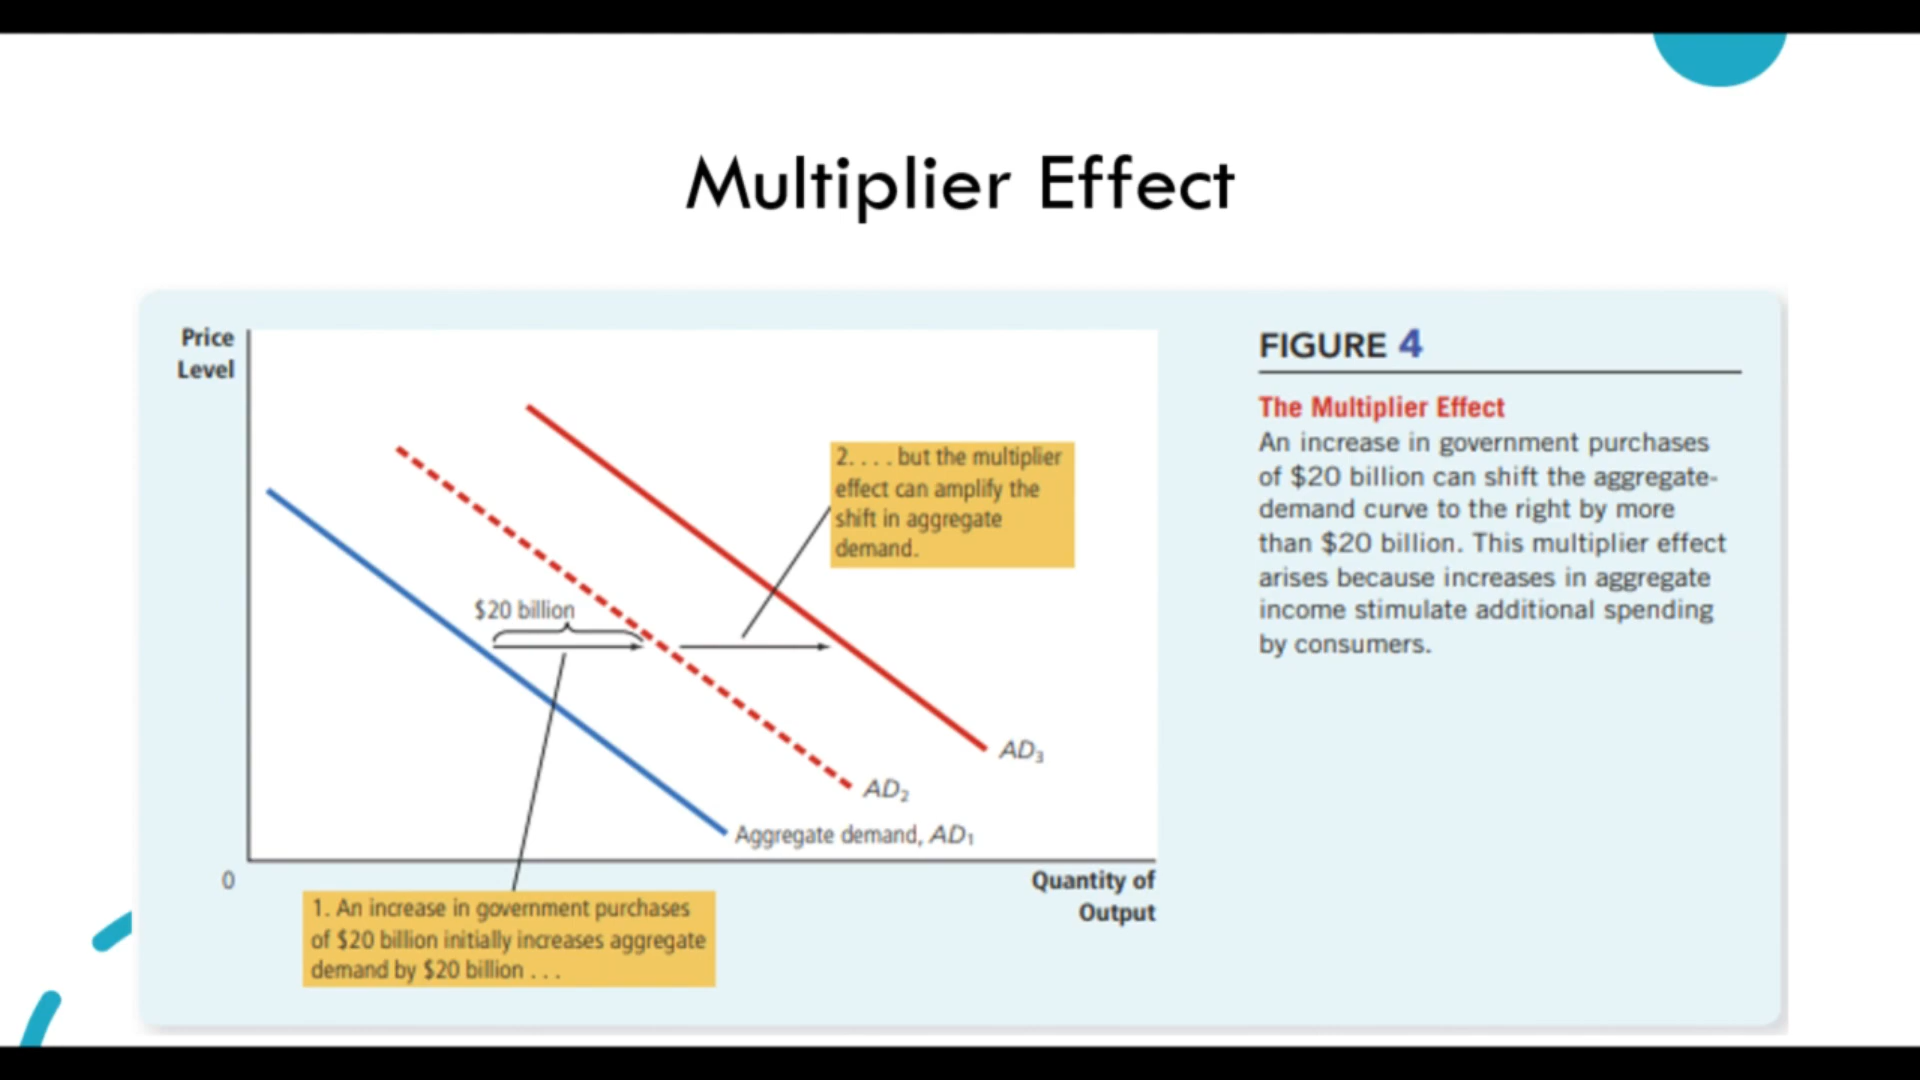 Multiplier Effect
Price
Level
2. . . . but the multiplier
effect can amplify the
shift in aggregate
demand.
$20 billion
AD₃
AD₂
Aggregate demand, AD₁
0
Quantity of
Output
1. An increase in government purchases
of $20 billion initially increases aggregate
demand by $20 billion . . .
FIGURE 4
The Multiplier Effect
An increase in government purchases
of $20 billion can shift the aggregate-
demand curve to the right by more
than $20 billion. This multiplier effect
arises because increases in aggregate
income stimulate additional spending
by consumers.